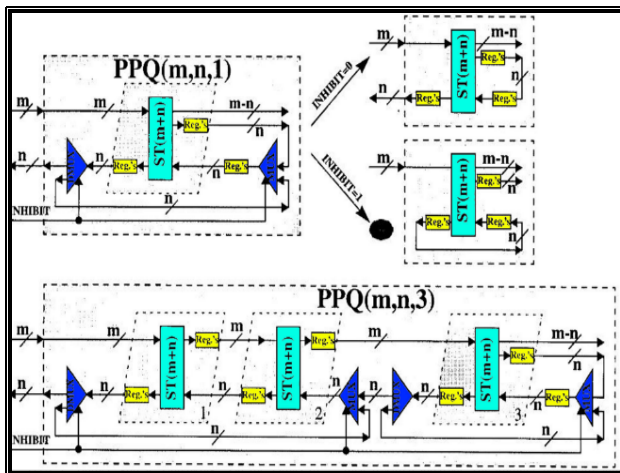 PPQ(m,n,1)
m
m
m-n
Reg.'s
n
ST(m+n)
n
n
Reg.'s
n
Reg.'s
n
NHIBIT
INHIBIT=0
INHIBIT=1
m
m-n
Reg.'s
ST(m+n)
n
n
Reg.'s
Reg.'s
m
m-n
Reg.'s
n
ST(m+n)
Reg.'s
Reg.'s
n
PPQ(m,n,3)
m
Reg.'s
m
Reg.'s
m
m-n
ST(m+n)
ST(m+n)
ST(m+n)
Reg.'s
n
n
n
Reg.'s
n
Reg.'s
n
n
n
Reg.'s
n
Reg.'s
1
2
3
n
n
NHIBIT